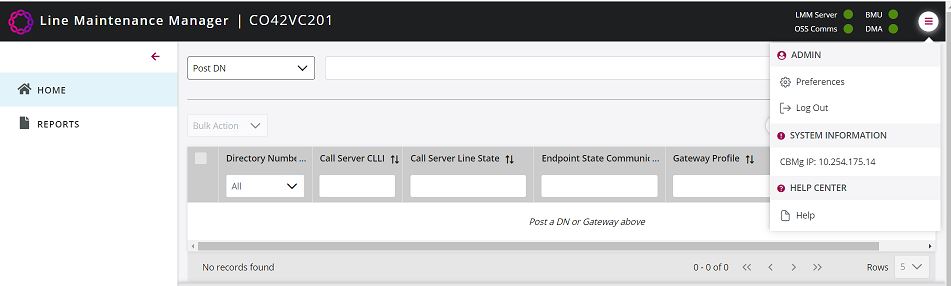 Line Maintenance Manager | CO42VC201
LMM Server BMU
OSS Comms DMA
HOME
REPORTS
Post DN
Bulk Action
ADMIN
Preferences
Log Out
SYSTEM INFORMATION
CBMg IP: 10.254.175.14
HELP CENTER
Help
Directory Numbe... Call Server CLLI Call Server Line State Endpoint State Communic... Gateway Profile
All
Post a DN or Gateway above
No records found 0 - 0 of 0 Rows 5